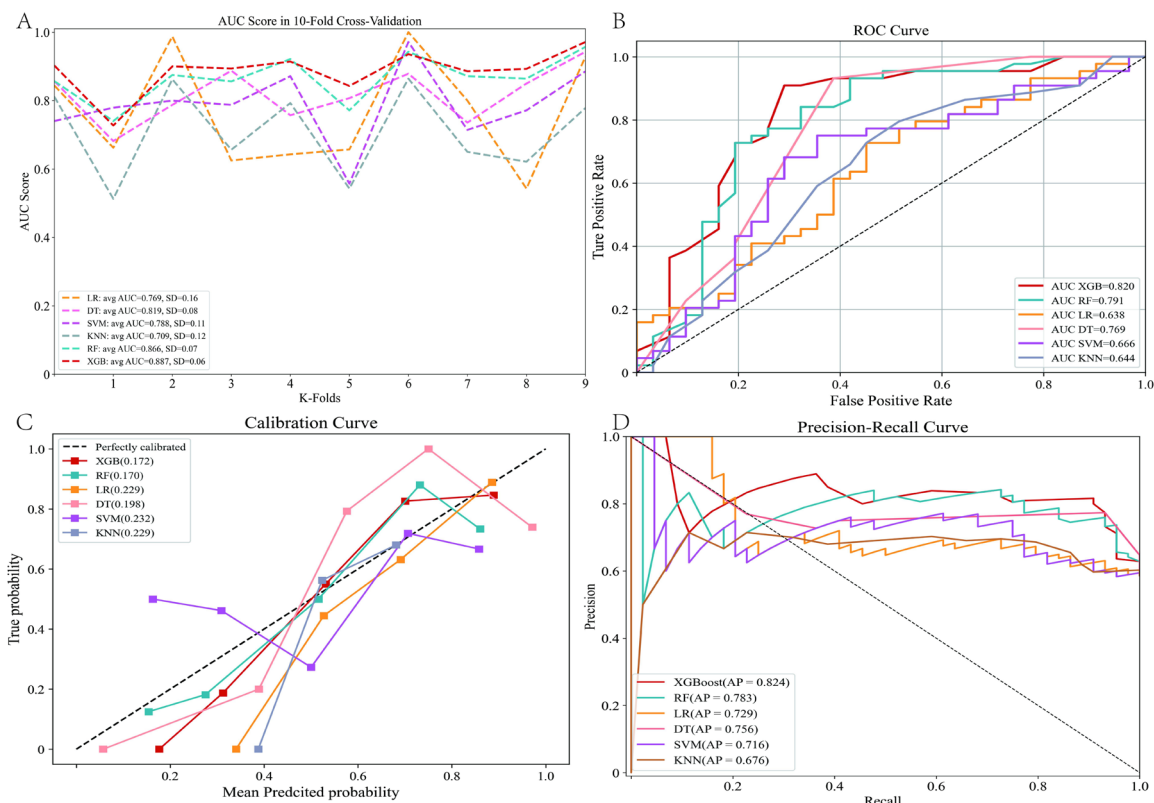 A
AUC Score in 10-Fold Cross-Validation
1.0
0.8
0.6
0.4
0.2
0
AUC Score
LR: avg AUC=0.769, SD=0.16
DT: avg AUC=0.819, SD=0.08
SVM: avg AUC=0.788, SD=0.11
KNN: avg AUC=0.709, SD=0.12
RF: avg AUC=0.866, SD=0.07
XGB: avg AUC=0.887, SD=0.06
1 2 3 4 5 6 7 8 9
K-Folds
B
ROC Curve
1.0
0.8
0.6
0.4
0.2
0
Ture Positive Rate
AUC XGB=0.820
AUC RF=0.791
AUC LR=0.638
AUC DT=0.769
AUC SVM=0.666
AUC KNN=0.644
0.2 0.4 0.6 0.8 1.0
False Positive Rate
C
Calibration Curve
1.0
0.8
0.6
0.4
0.2
0
True probability
Perfectly calibrated
XGB(0.172)
RF(0.170)
LR(0.229)
DT(0.198)
SVM(0.232)
KNN(0.229)
0.2 0.4 0.6 0.8 1.0
Mean Predcited probability
D
Precision-Recall Curve
1.0
0.8
0.6
0.4
0.2
0
Precision
XGBoost(AP = 0.824)
RF(AP = 0.783)
LR(AP = 0.729)
DT(AP = 0.756)
SVM(AP = 0.716)
KNN(AP = 0.676)
0.2 0.4 0.6 0.8 1.0
Recall